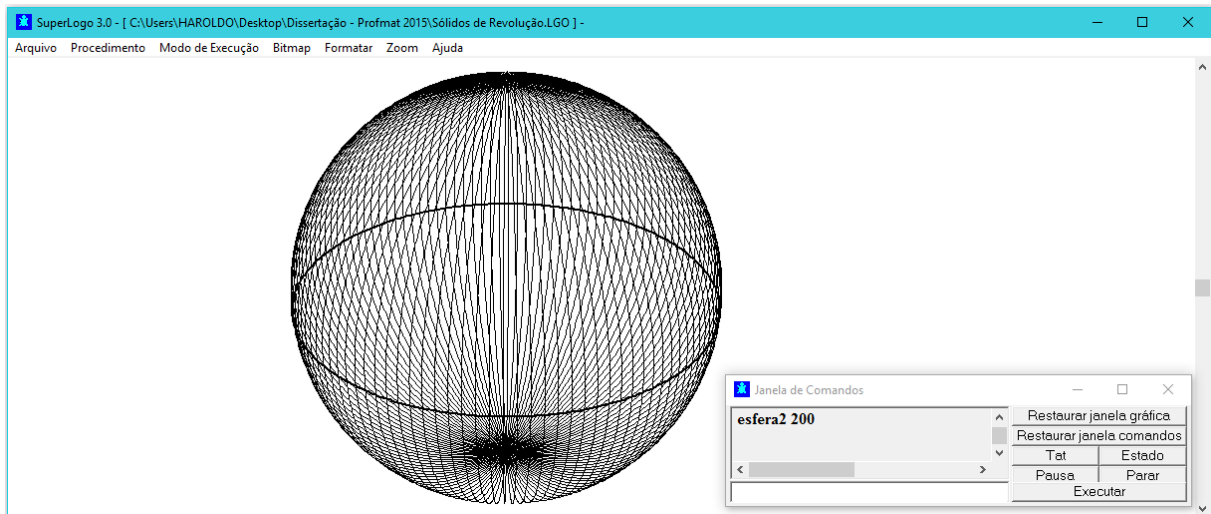 SuperLogo 3.0 - [ C:\Users\HAROLDO\Desktop\Dissertação - Profmat 2015\Sólidos de Revolução.LGO ] -
Arquivo Procedimento Modo de Execução Bitmap Formatar Zoom Ajuda
Janela de Comandos
esfera2 200
Restaurar janela gráfica
Restaurar janela comandos
Tat Estado
Pausa Parar
Executar